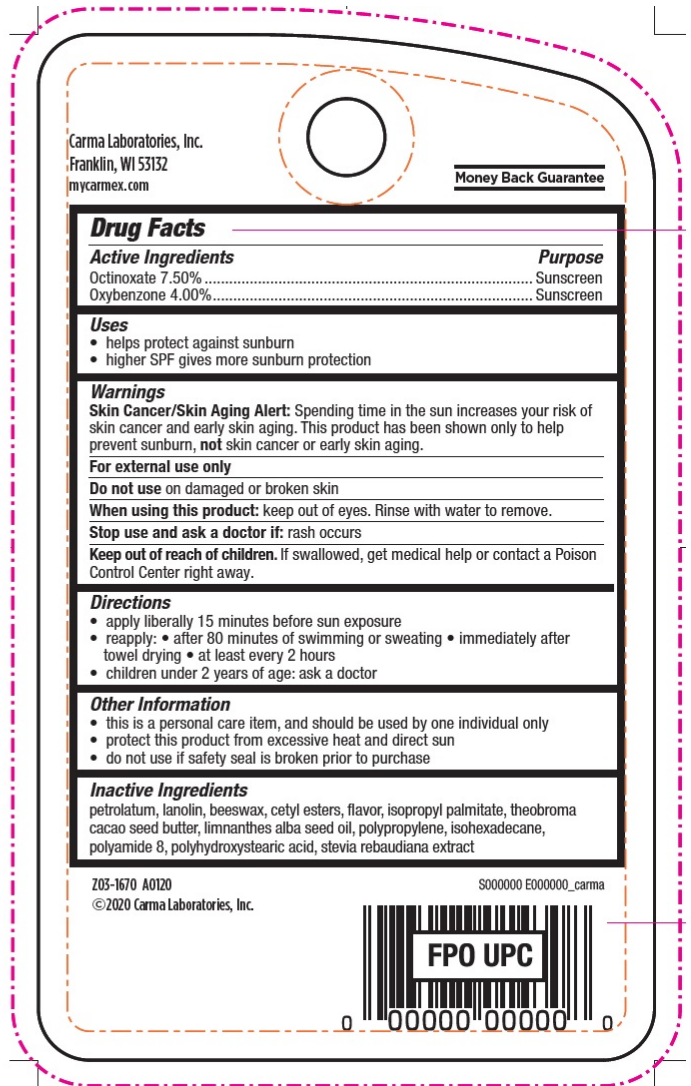 Carma Laboratories, Inc.
Franklin, WI 53132
mycarmex.com
Money Back Guarantee
Drug Facts
Active Ingredients Purpose
Octinoxate 7.50%........................................................................ Sunscreen
Oxybenzone 4.00%...................................................................... Sunscreen
Uses
• helps protect against sunburn
• higher SPF gives more sunburn protection
Warnings
Skin Cancer/Skin Aging Alert: Spending time in the sun increases your risk of
skin cancer and early skin aging. This product has been shown only to help
prevent sunburn, not skin cancer or early skin aging.
For external use only
Do not use on damaged or broken skin
When using this product: keep out of eyes. Rinse with water to remove.
Stop use and ask a doctor if: rash occurs
Keep out of reach of children. If swallowed, get medical help or contact a Poison
Control Center right away.
Directions
• apply liberally 15 minutes before sun exposure
• reapply: • after 80 minutes of swimming or sweating • immediately after
towel drying • at least every 2 hours
• children under 2 years of age: ask a doctor
Other Information
• this is a personal care item, and should be used by one individual only
• protect this product from excessive heat and direct sun
• do not use if safety seal is broken prior to purchase
Inactive Ingredients
petrolatum, lanolin, beeswax, cetyl esters, flavor, isopropyl palmitate, theobroma
cacao seed butter, limnanthes alba seed oil, polypropylene, isohexadecane,
polyamide 8, polyhydroxystearic acid, stevia rebaudiana extract
Z03-1670 A0120
©2020 Carma Laboratories, Inc.
S000000 E000000_carma
FPO UPC
0 00000 00000 0